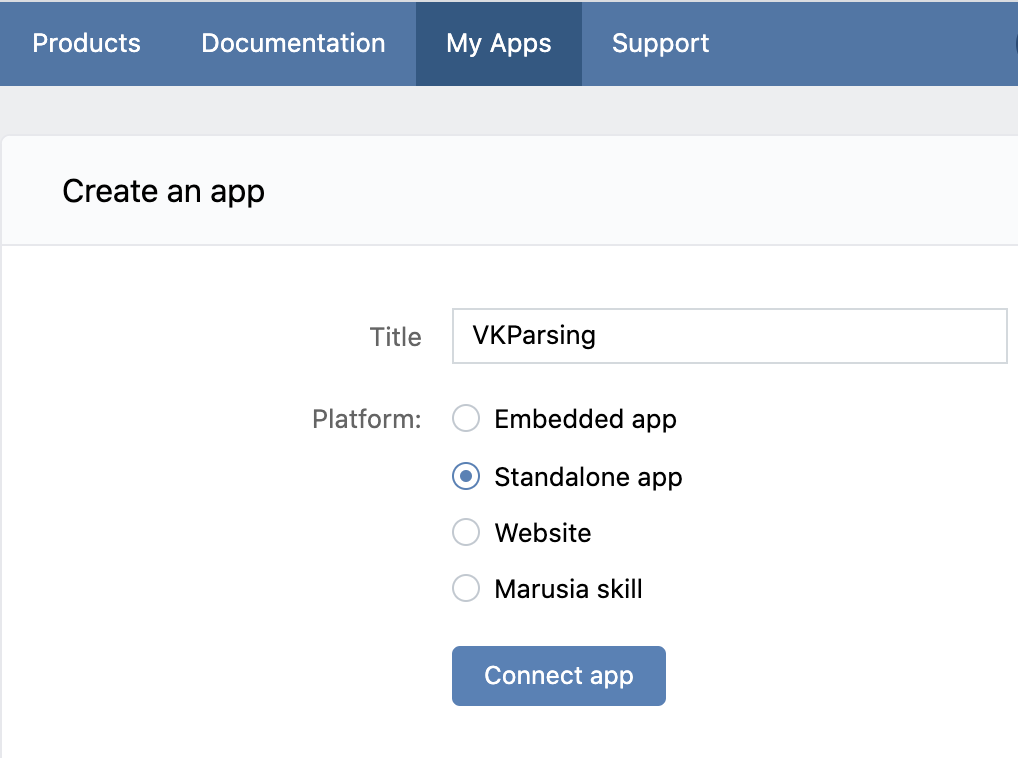 Products Documentation My Apps Support
Create an app
Title VKParsing
Platform: Embedded app
Standalone app
Website
Marusia skill
Connect app